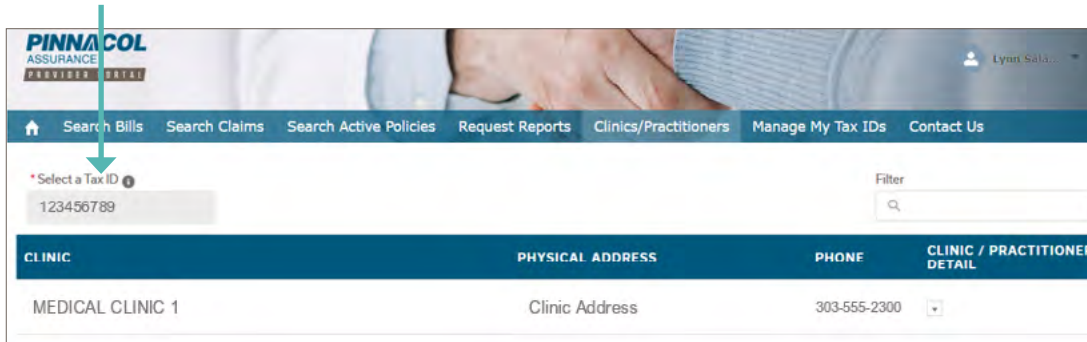 PINNACOL
ASSURANCE
PROVIDER PORTAL
Lynn Sala...
Search Bills Search Claims Search Active Policies Request Reports Clinics/Practitioners Manage My Tax IDs Contact Us
*Select a Tax ID
Filter
123456789
CLINIC PHYSICAL ADDRESS PHONE CLINIC / PRACTITIONER
DETAIL
MEDICAL CLINIC 1 Clinic Address 303-555-2300